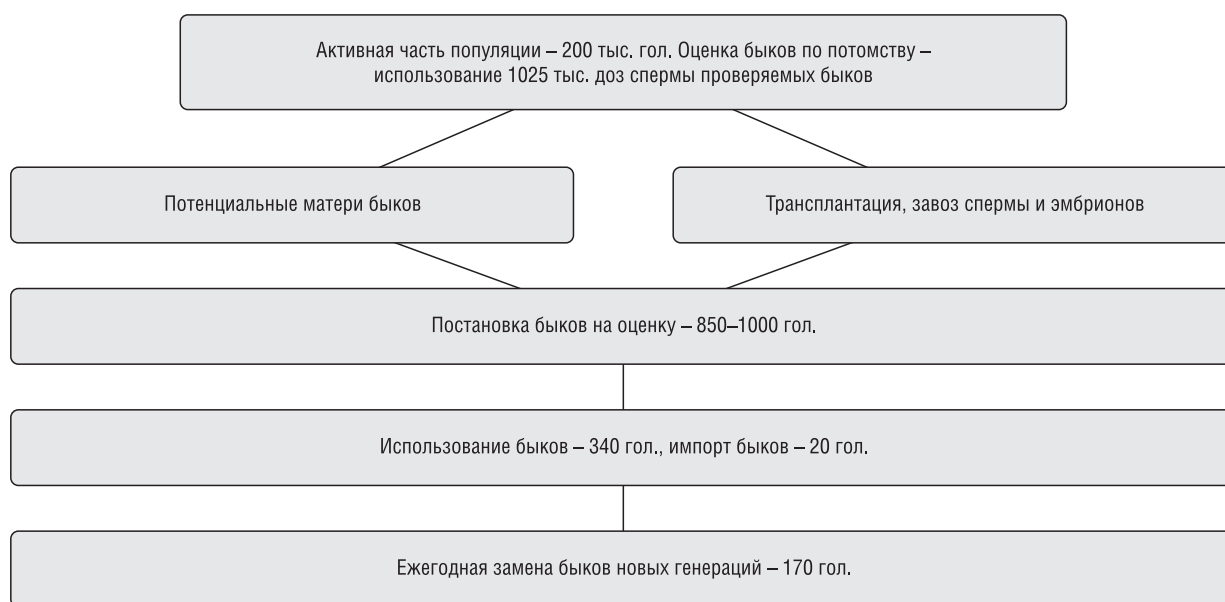 Активная часть популяции – 200 тыс. гол. Оценка быков по потомству –
использование 1025 тыс. доз спермы проверяемых быков
Потенциальные матери быков
Трансплантация, завоз спермы и эмбрионов
Постановка быков на оценку – 850–1000 гол.
Использование быков – 340 гол., импорт быков – 20 гол.
Ежегодная замена быков новых генераций – 170 гол.